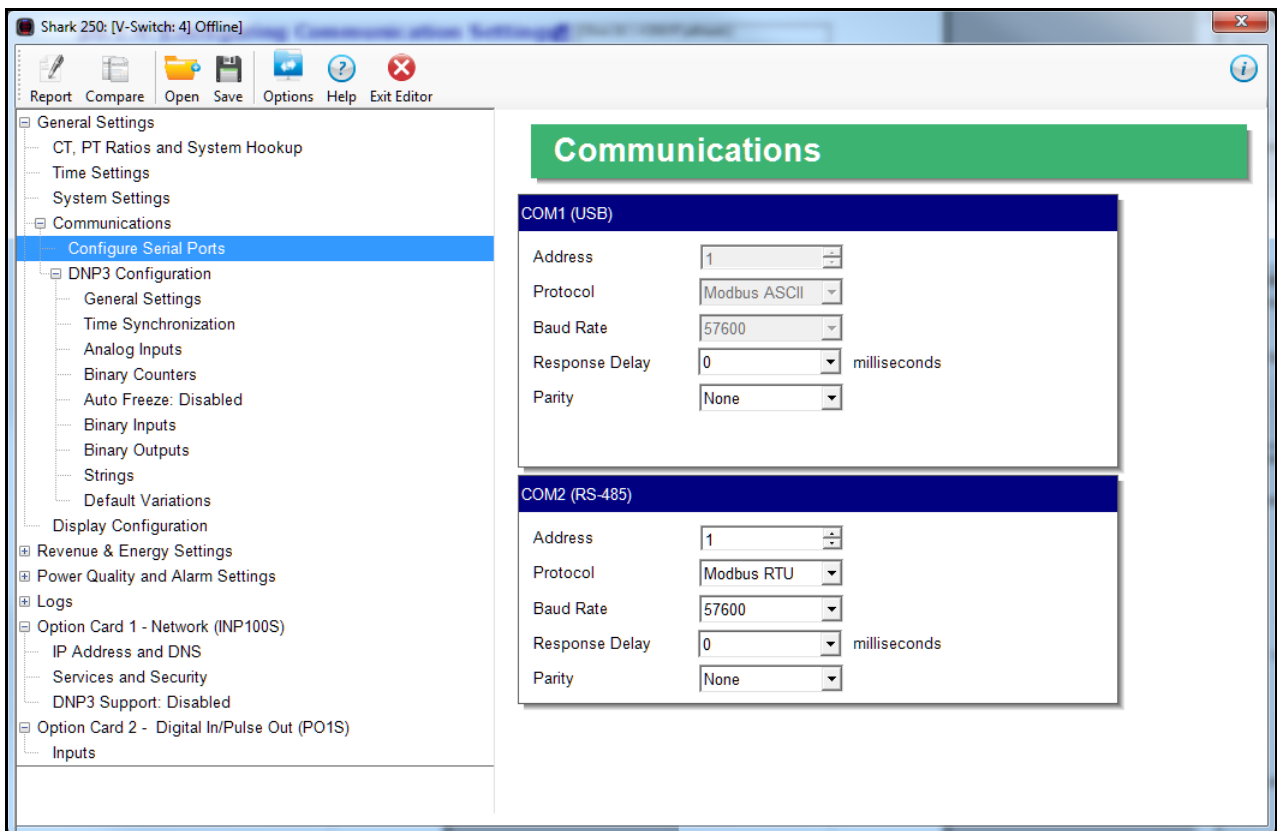 Shark 250: [V-Switch: 4] Offline]
X
Report Compare Open Save Options Help Exit Editor
General Settings
CT, PT Ratios and System Hookup
Time Settings
System Settings
Communications
Configure Serial Ports
DNP3 Configuration
General Settings
Time Synchronization
Analog Inputs
Binary Counters
Auto Freeze: Disabled
Binary Inputs
Binary Outputs
Strings
Default Variations
Display Configuration
Revenue & Energy Settings
Power Quality and Alarm Settings
Logs
Option Card 1 - Network (INP100S)
IP Address and DNS
Services and Security
DNP3 Support: Disabled
Option Card 2 - Digital In/Pulse Out (PO1S)
Inputs
Communications
COM1 (USB)
Address 1
Protocol Modbus ASCII
Baud Rate 57600
Response Delay 0 milliseconds
Parity None
COM2 (RS-485)
Address 1
Protocol Modbus RTU
Baud Rate 57600
Response Delay 0 milliseconds
Parity None